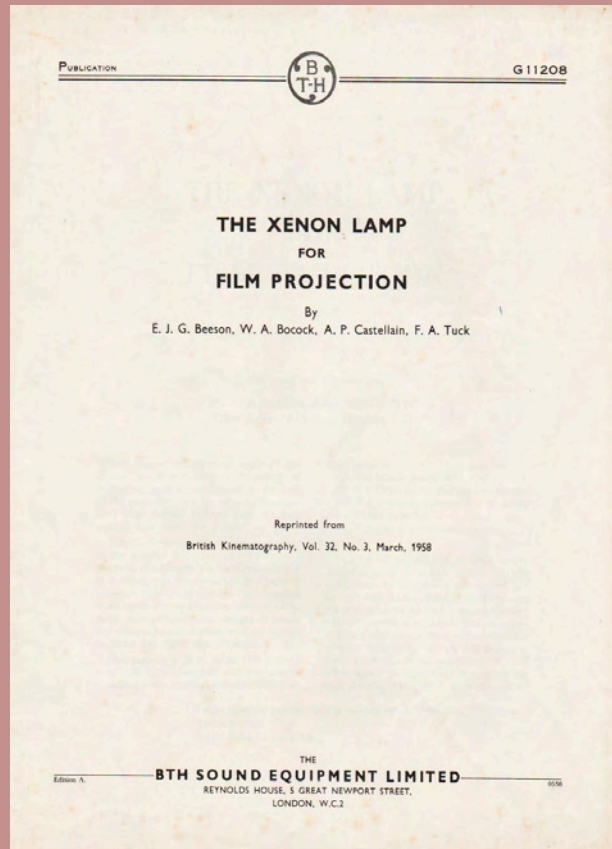 PUBLICATION
B
T-H
G11208
THE XENON LAMP
FOR
FILM PROJECTION
By
E. J. G. Beeson, W. A. Bocock, A. P. Castellain, F. A. Tuck
Reprinted from
British Kinematography, Vol. 32, No. 3, March, 1958
THE
Edition A.
BTH SOUND EQUIPMENT LIMITED
REYNOLDS HOUSE, 5 GREAT NEWPORT STREET,
LONDON, W.C.2